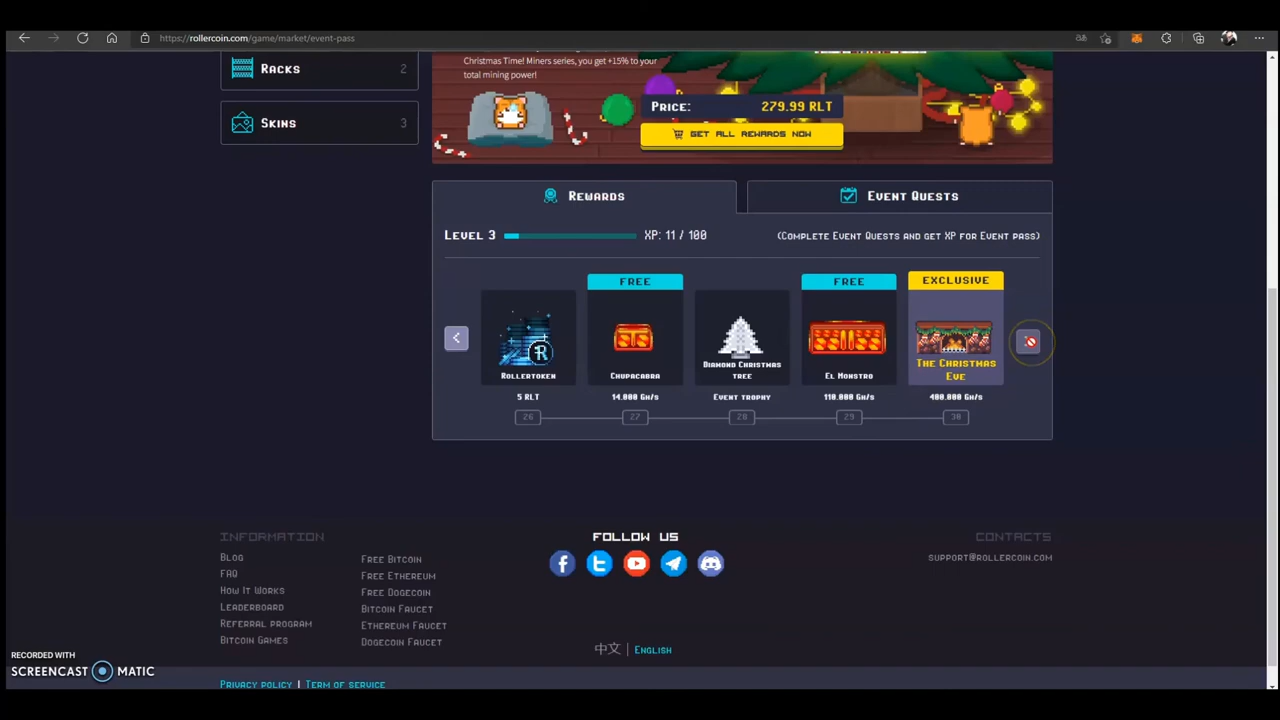 https://rollercoin.com/game/market/event-pass
Racks 2
Skins 3
Christmas Time! Miners series, you get +15% to your
total mining power!
Price: 279.99 RLT
GET ALL REWARDS NOW
Rewards
Event Quests
Level 3 XP: 11 / 100 (Complete Event Quests and get XP for Event pass)
FREE FREE EXCLUSIVE
Rollertoken
Chupacabra
Diamond Christmas
tree
El Monstro
The Christmas
Eve
5 RLT 14.000 Gh/s Event trophy 110.000 Gh/s 400.000 Gh/s
26 27 28 29 30
Information
Follow us
Contacts
Blog
FAQ
How It Works
Leaderboard
Referral program
Bitcoin Games
Free Bitcoin
Free Ethereum
Free Dogecoin
Bitcoin Faucet
Ethereum Faucet
Dogecoin Faucet
support@rollercoin.com
中文 | English
RECORDED WITH
SCREENCAST MATIC
Privacy policy | Term of service